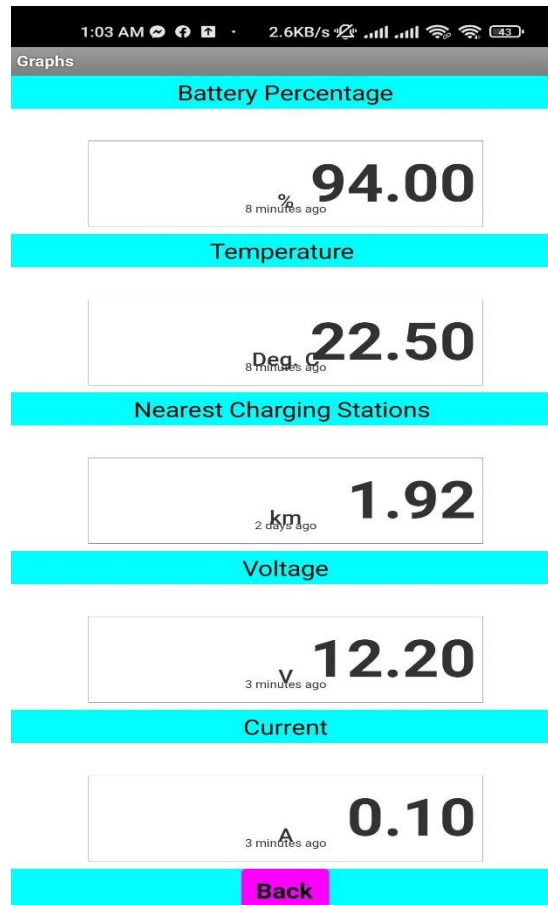 1:03 AM · 2.6KB/s 43
Graphs
Battery Percentage
94.00
%
8 minutes ago
Temperature
22.50
Deg. C
8 minutes ago
Nearest Charging Stations
1.92
km
2 days ago
Voltage
12.20
V
3 minutes ago
Current
0.10
A
3 minutes ago
Back